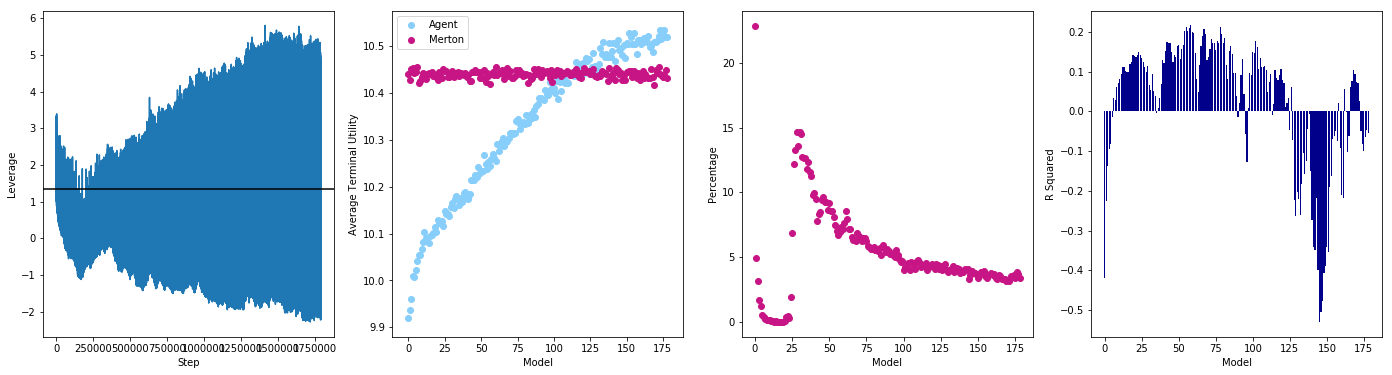 Leverage
6
5
4
3
2
1
0
−1
−2
0
250000
500000
750000
1000000
1250000
1500000
1750000
Step
Average Terminal Utility
10.5
10.4
10.3
10.2
10.1
10.0
9.9
Agent
Merton
0 25 50 75 100 125 150 175
Model
Percentage
20
15
10
5
0
0 25 50 75 100 125 150 175
Model
R Squared
0.2
0.1
0.0
−0.1
−0.2
−0.3
−0.4
−0.5
0 25 50 75 100 125 150 175
Model